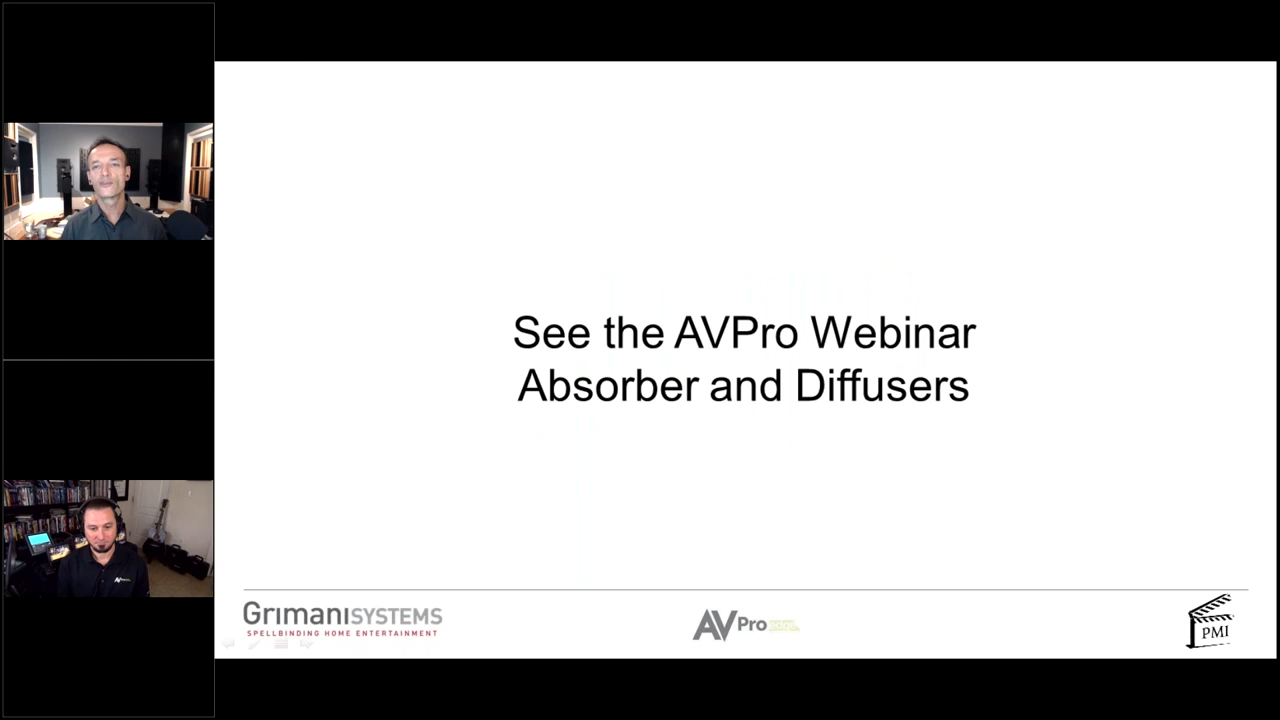 See the AVPro Webinar
Absorber and Diffusers
GrimaniSYSTEMS
SPELLBINDING HOME ENTERTAINMENT
AVPro
PMI